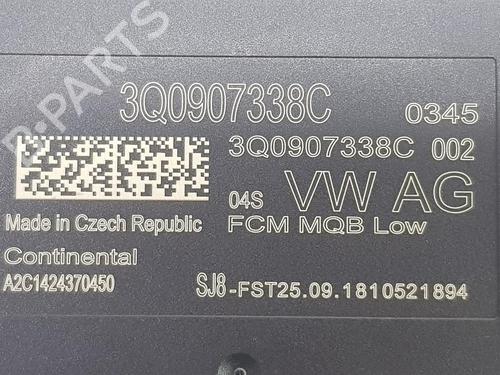 B-PARTS
3Q0907338C 0345
3Q0907338C 002
04S VW AG
Made in Czech Republic FCM MQB Low
Continental
A2C1424370450 SJ8-FST25.09.1810521894